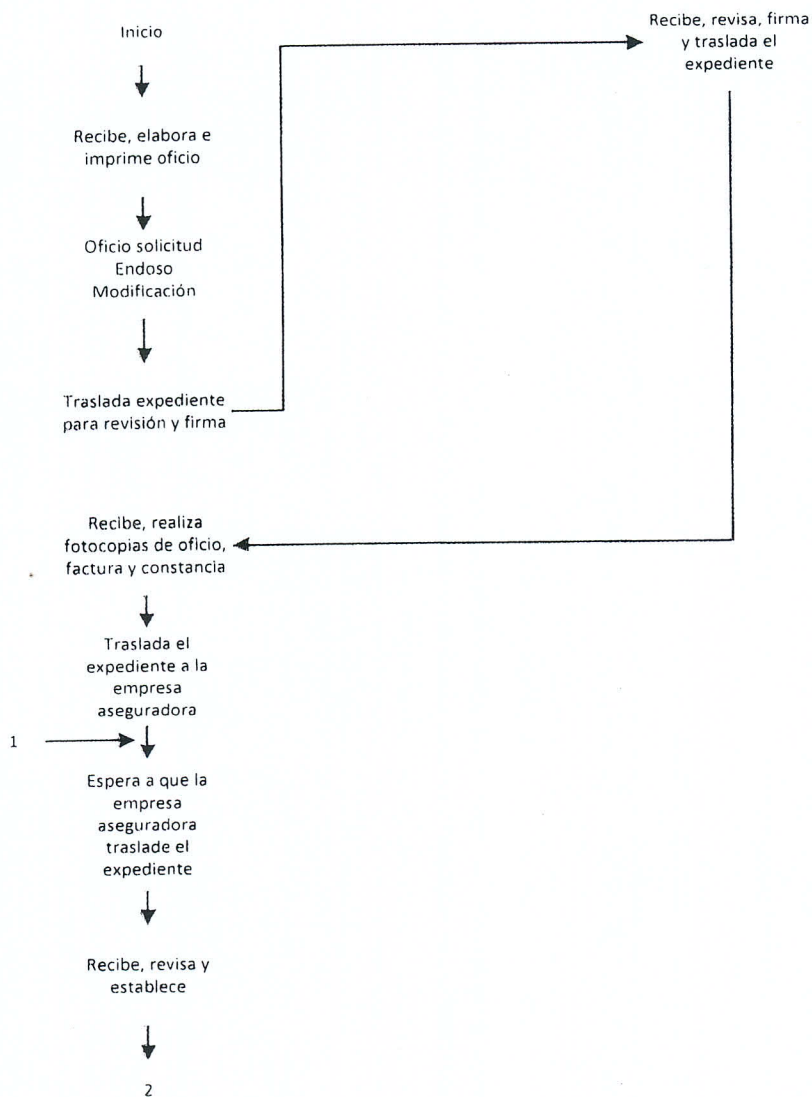 Inicio
Recibe, elabora e
imprime oficio
Oficio solicitud
Endoso
Modificación
Traslada expediente
para revisión y firma
Recibe, revisa, firma
y traslada el
expediente
Recibe, realiza
fotocopias de oficio,
factura y constancia
Traslada el
expediente a la
empresa
aseguradora
1
Espera a que la
empresa
aseguradora
traslade el
expediente
Recibe, revisa y
establece
2